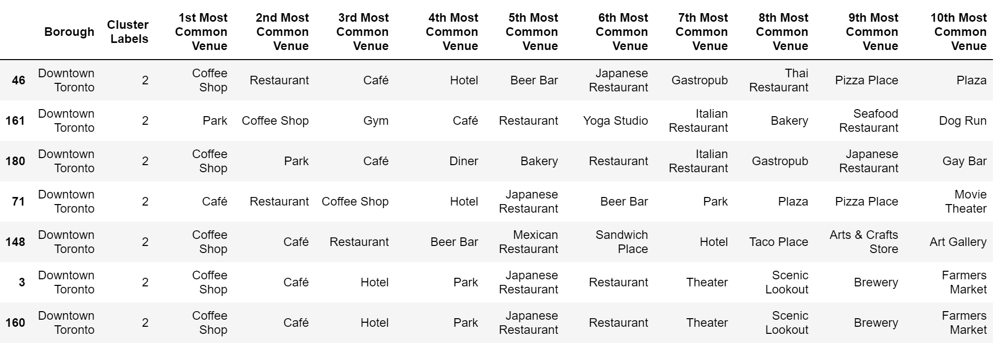 Borough Cluster Labels 1st Most Common Venue 2nd Most Common Venue 3rd Most Common Venue 4th Most Common Venue 5th Most Common Venue 6th Most Common Venue 7th Most Common Venue 8th Most Common Venue 9th Most Common Venue 10th Most Common Venue
46 Downtown Toronto 2 Coffee Shop Restaurant Café Hotel Beer Bar Japanese Restaurant Gastropub Thai Restaurant Pizza Place Plaza
161 Downtown Toronto 2 Park Coffee Shop Gym Café Restaurant Yoga Studio Italian Restaurant Bakery Seafood Restaurant Dog Run
180 Downtown Toronto 2 Coffee Shop Park Café Diner Bakery Restaurant Italian Restaurant Gastropub Japanese Restaurant Gay Bar
71 Downtown Toronto 2 Café Restaurant Coffee Shop Hotel Japanese Restaurant Beer Bar Park Plaza Pizza Place Movie Theater
148 Downtown Toronto 2 Coffee Shop Café Restaurant Beer Bar Mexican Restaurant Sandwich Place Hotel Taco Place Arts & Crafts Store Art Gallery
3 Downtown Toronto 2 Coffee Shop Café Hotel Park Japanese Restaurant Restaurant Theater Scenic Lookout Brewery Farmers Market
160 Downtown Toronto 2 Coffee Shop Café Hotel Park Japanese Restaurant Restaurant Theater Scenic Lookout Brewery Farmers Market